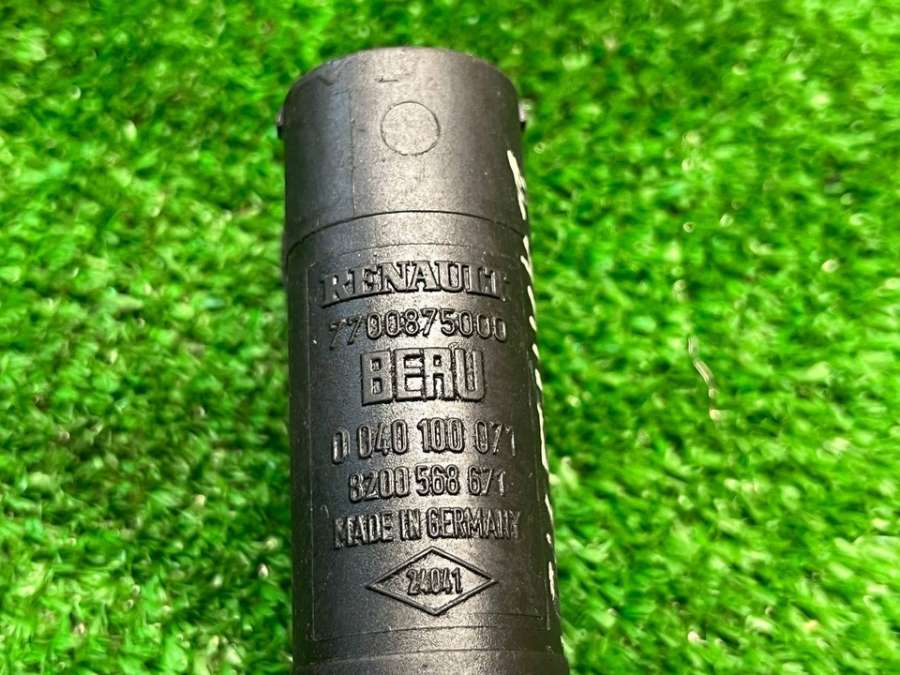 RENAULT
7700875000
BERU
0 040 100 071
8200 568 671
MADE IN GERMANY
24041